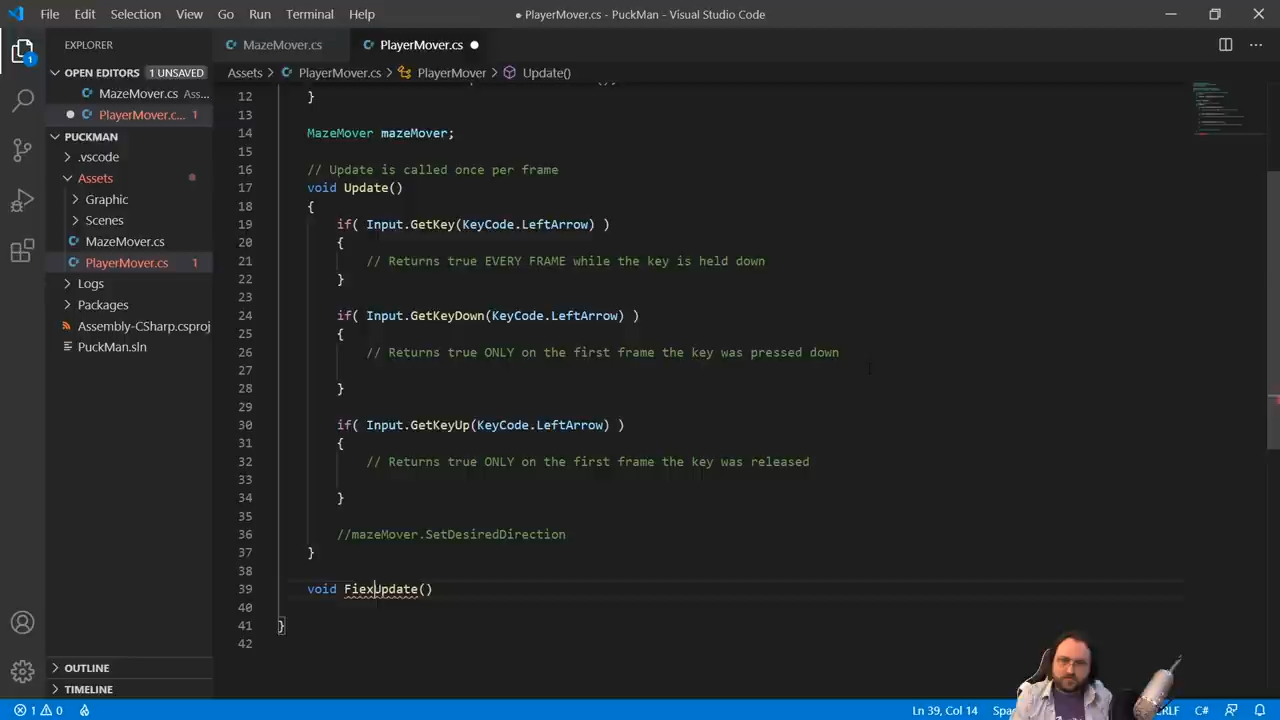 File Edit Selection View Go Run Terminal Help
● PlayerMover.cs - PuckMan - Visual Studio Code
EXPLORER
MazeMover.cs
PlayerMover.cs ●
OPEN EDITORS 1 UNSAVED
Assets > PlayerMover.cs > PlayerMover > Update()
MazeMover.cs Ass...
● PlayerMover.c... 1
PUCKMAN
.vscode
Assets
Graphic
Scenes
MazeMover.cs
PlayerMover.cs 1
Logs
Packages
Assembly-CSharp.csproj
PuckMan.sln
OUTLINE
TIMELINE
12 }
13
14 MazeMover mazeMover;
15
16 // Update is called once per frame
17 void Update()
18 {
19 if( Input.GetKey(KeyCode.LeftArrow) )
20 {
21 // Returns true EVERY FRAME while the key is held down
22 }
23
24 if( Input.GetKeyDown(KeyCode.LeftArrow) )
25 {
26 // Returns true ONLY on the first frame the key was pressed down
27
28 }
29
30 if( Input.GetKeyUp(KeyCode.LeftArrow) )
31 {
32 // Returns true ONLY on the first frame the key was released
33
34 }
35
36 //mazeMover.SetDesiredDirection
37 }
38
39 void FiexUpdate()
40
41 }
42
1 0 Ln 39, Col 14 CRLF C#